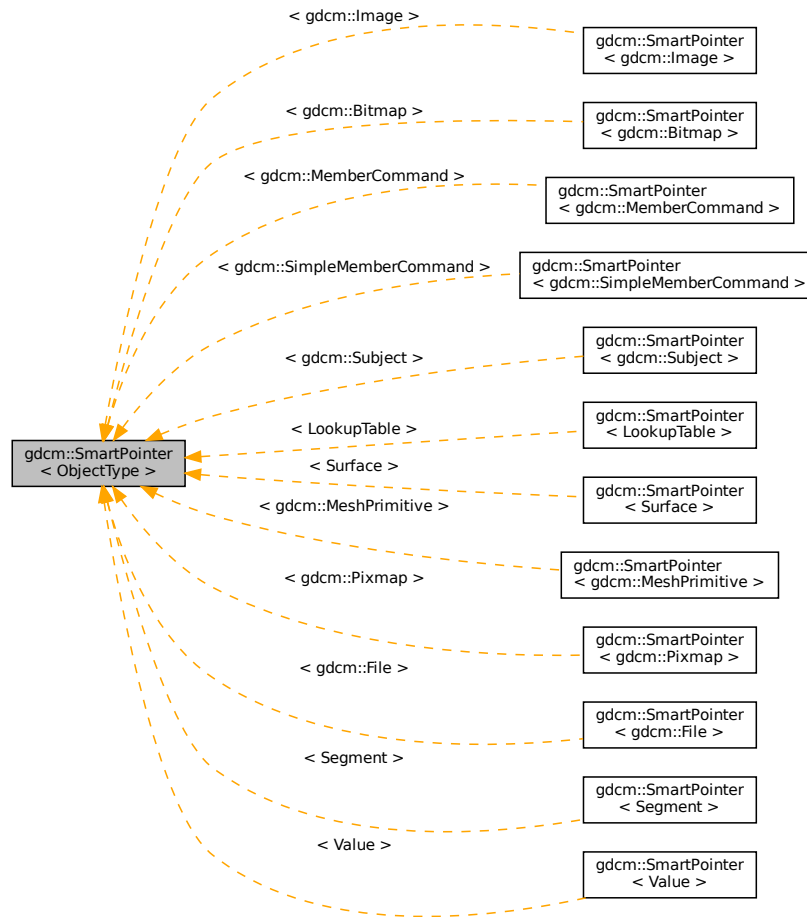 < gdcm::Image >
gdcm::SmartPointer
< gdcm::Image >
< gdcm::Bitmap >
gdcm::SmartPointer
< gdcm::Bitmap >
< gdcm::MemberCommand >
gdcm::SmartPointer
< gdcm::MemberCommand >
< gdcm::SimpleMemberCommand >
gdcm::SmartPointer
< gdcm::SimpleMemberCommand >
< gdcm::Subject >
gdcm::SmartPointer
< gdcm::Subject >
< LookupTable >
gdcm::SmartPointer
< LookupTable >
gdcm::SmartPointer
< ObjectType >
< Surface >
gdcm::SmartPointer
< Surface >
< gdcm::MeshPrimitive >
gdcm::SmartPointer
< gdcm::MeshPrimitive >
< gdcm::Pixmap >
gdcm::SmartPointer
< gdcm::Pixmap >
< gdcm::File >
gdcm::SmartPointer
< gdcm::File >
< Segment >
gdcm::SmartPointer
< Segment >
< Value >
gdcm::SmartPointer
< Value >